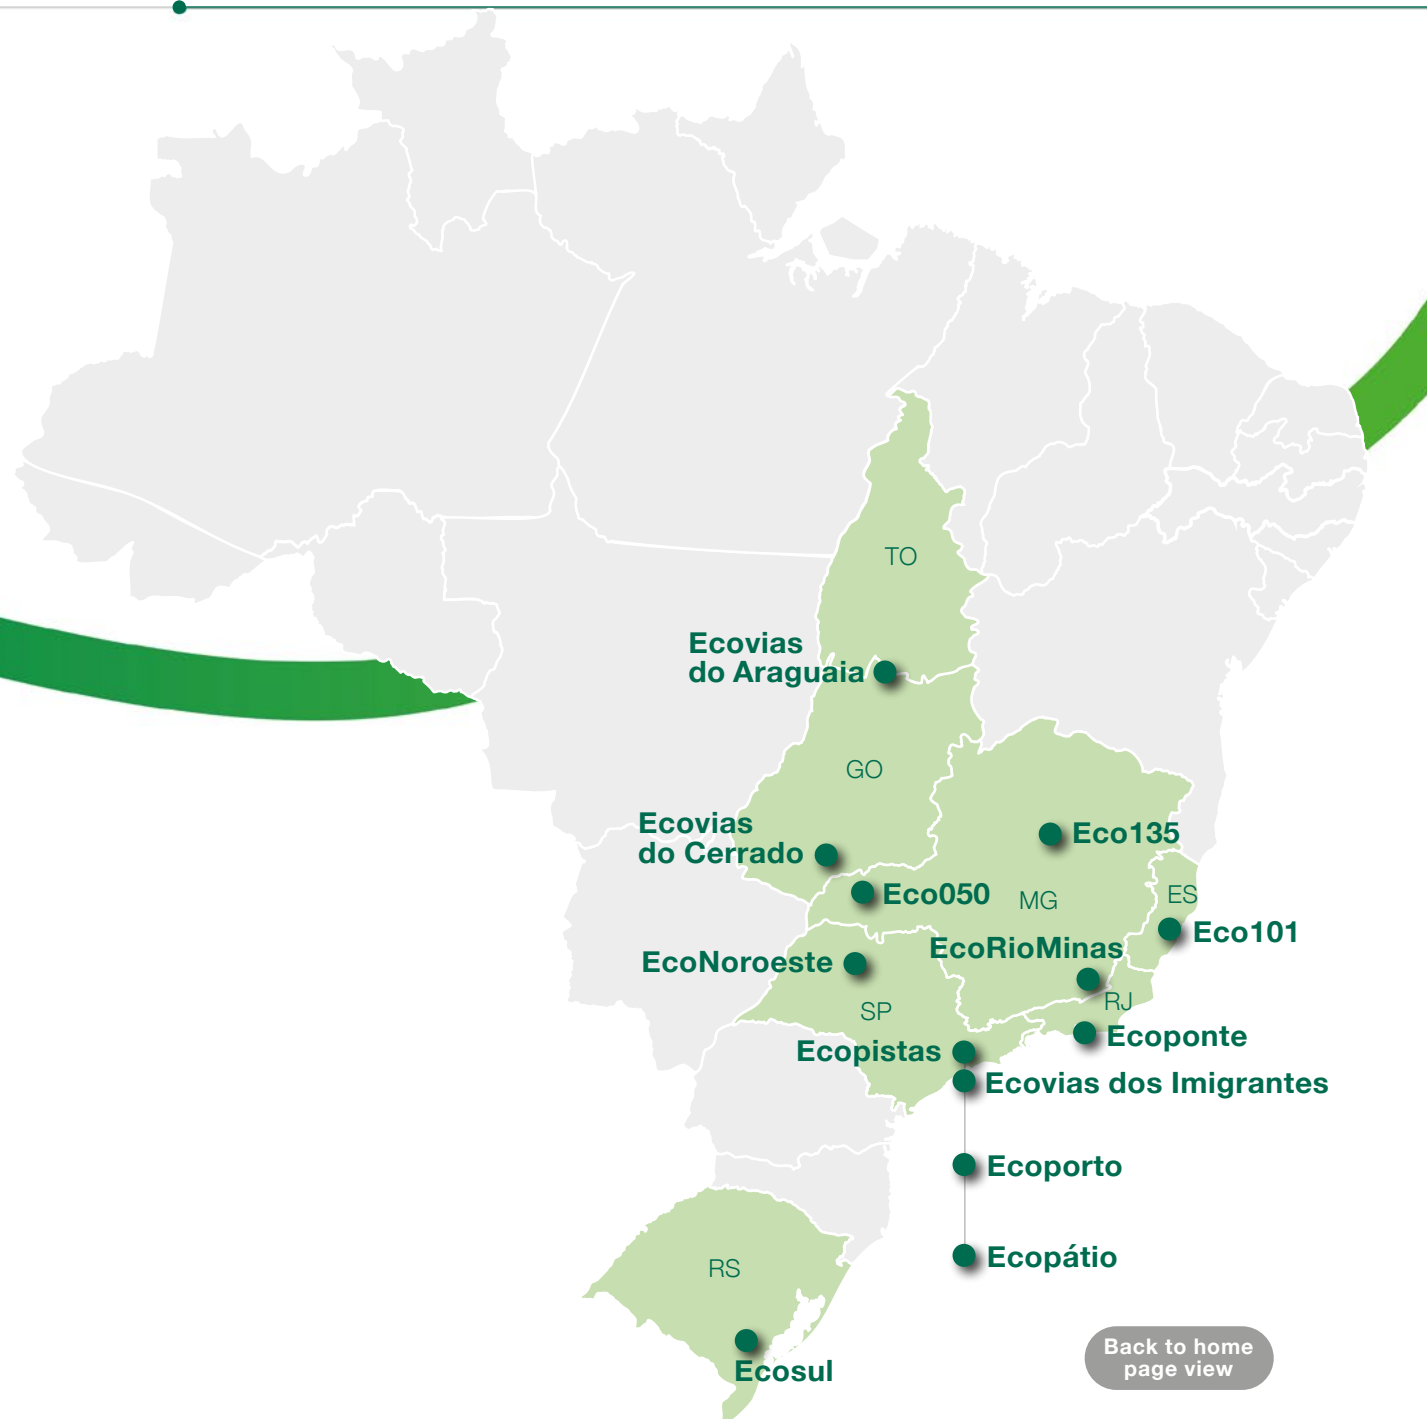 TO
Ecovias
do Araguaia
GO
Ecovias
do Cerrado
Eco135
Eco050
MG
ES
Eco101
EcoRioMinas
EcoNoroeste
RJ
SP
Ecoponte
Ecopistas
Ecovias dos Imigrantes
Ecoporto
Ecopátio
RS
Ecosul
Back to home
page view